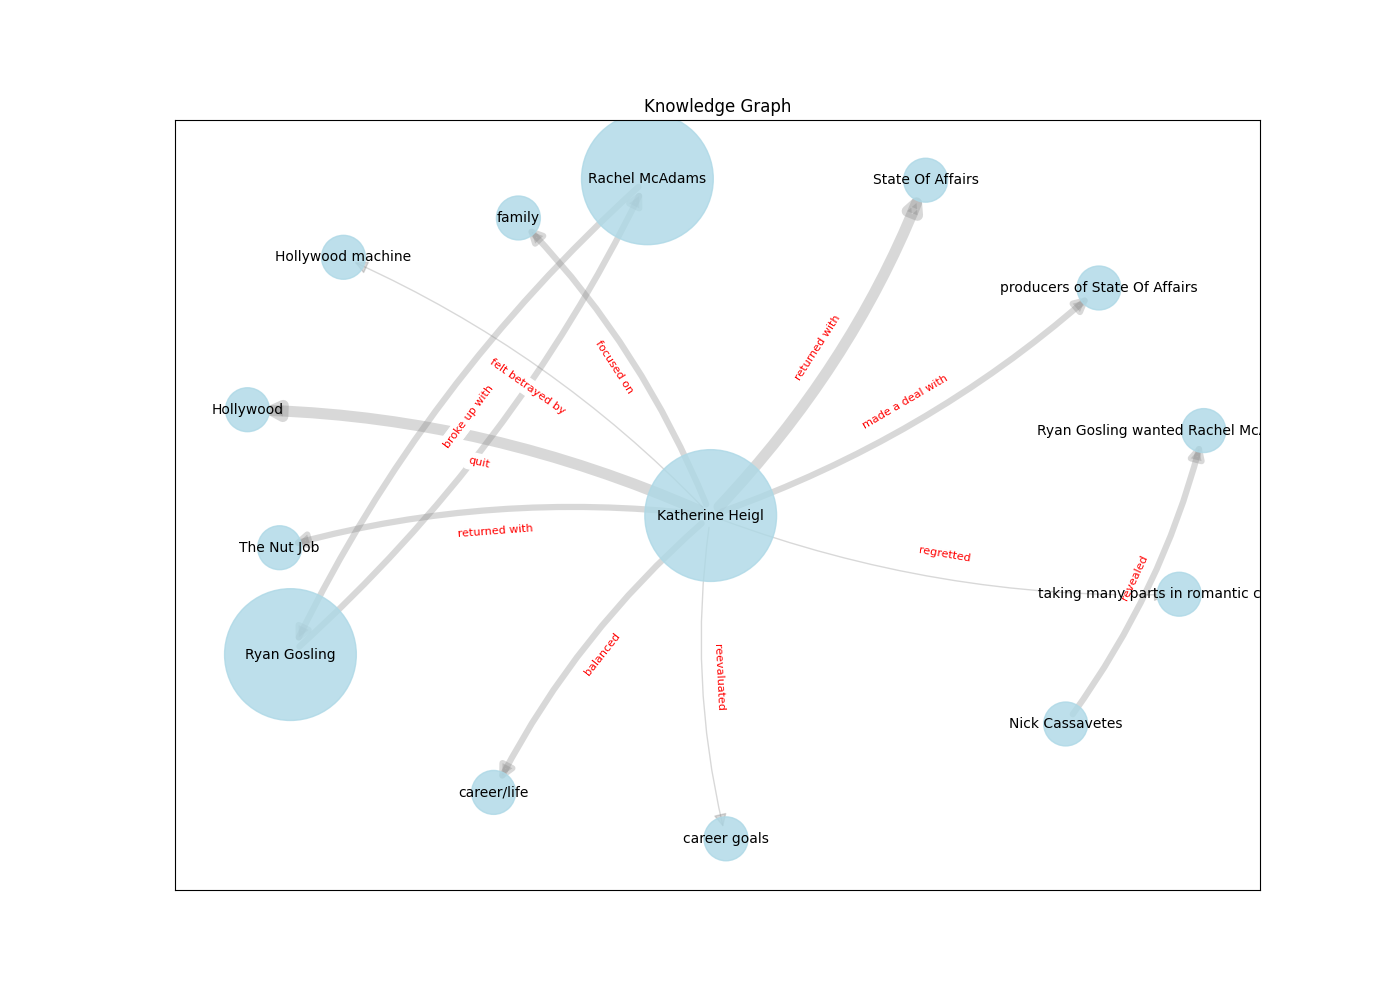 Knowledge Graph
Rachel McAdams
State Of Affairs
family
Hollywood machine
producers of State Of Affairs
returned with
focused on
felt betrayed by
made a deal with
Hollywood
broke up with
Ryan Gosling wanted Rachel Mc
quit
Katherine Heigl
returned with
The Nut Job
regretted
revealed
taking many parts in romantic c
Ryan Gosling
balanced
reevaluated
Nick Cassavetes
career/life
career goals